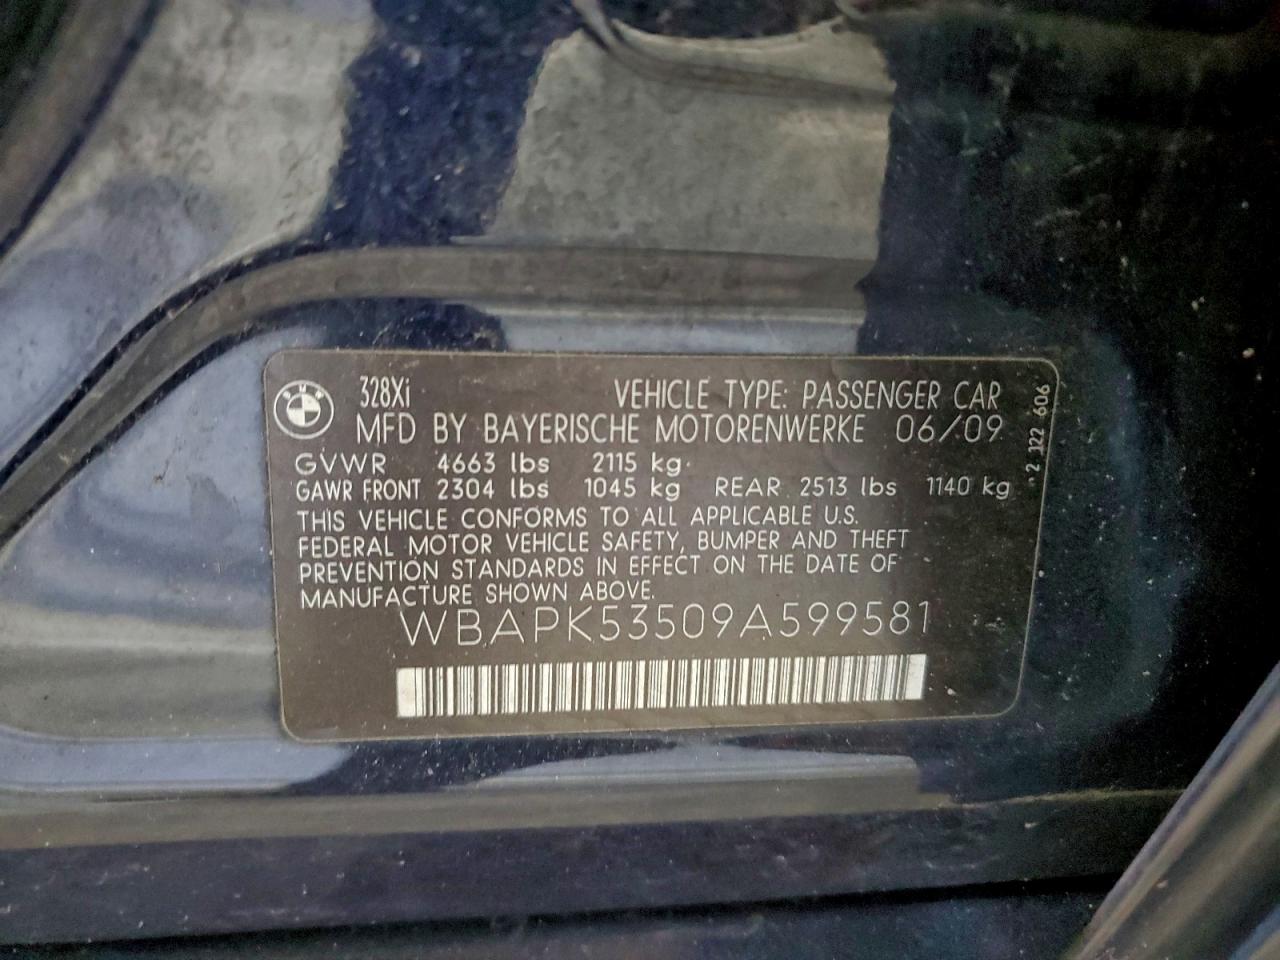 BMW
328Xi VEHICLE TYPE: PASSENGER CAR
MFD BY BAYERISCHE MOTORENWERKE 06/09
GVWR 4663 lbs 2115 kg
GAWR FRONT 2304 lbs 1045 kg REAR 2513 lbs 1140 kg
THIS VEHICLE CONFORMS TO ALL APPLICABLE U.S.
FEDERAL MOTOR VEHICLE SAFETY, BUMPER AND THEFT
PREVENTION STANDARDS IN EFFECT ON THE DATE OF
MANUFACTURE SHOWN ABOVE.
WBAPK53509A599581
2 122 606